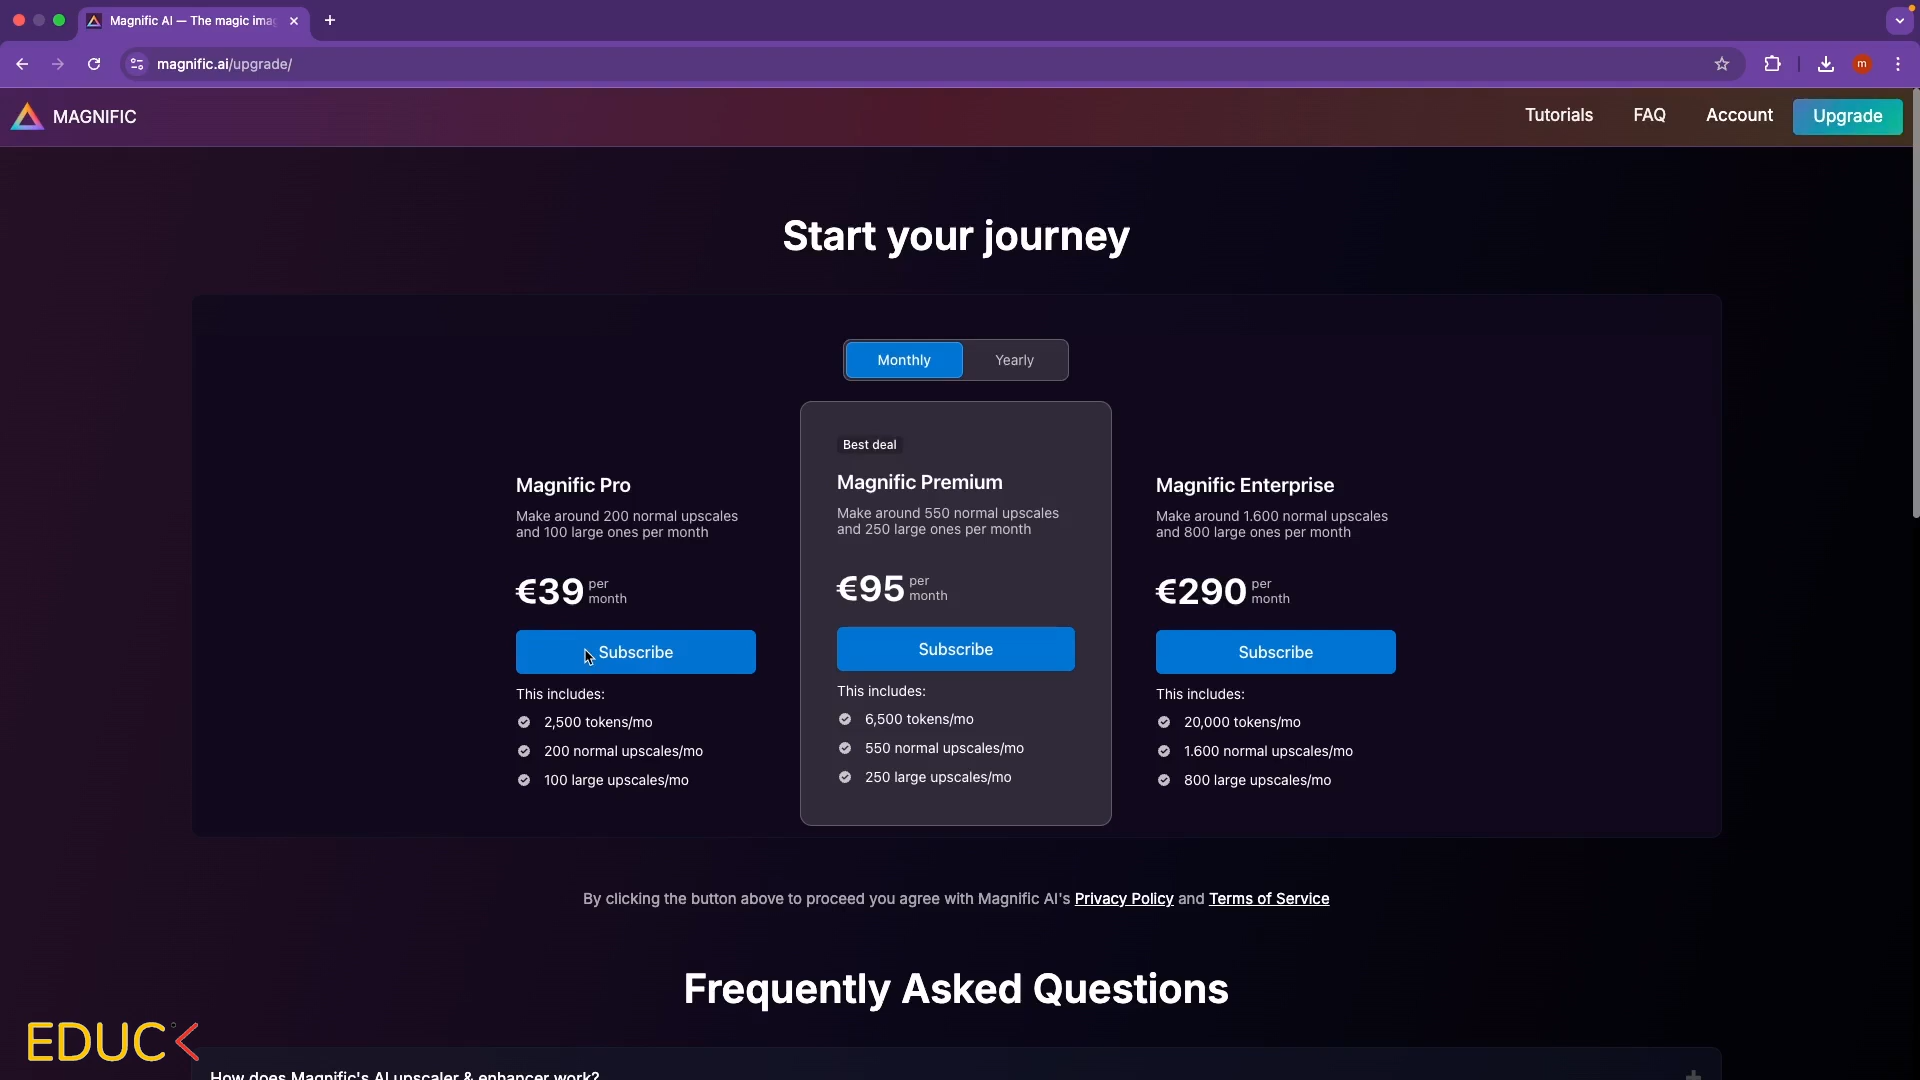 Magnific AI — The magic imag
magnific.ai/upgrade/
m
MAGNIFIC
Tutorials
FAQ
Account
Upgrade
Start your journey
Monthly
Yearly
Magnific Pro
Make around 200 normal upscales
and 100 large ones per month
€39 per
month
Subscribe
This includes:
2,500 tokens/mo
200 normal upscales/mo
100 large upscales/mo
Best deal
Magnific Premium
Make around 550 normal upscales
and 250 large ones per month
€95 per
month
Subscribe
This includes:
6,500 tokens/mo
550 normal upscales/mo
250 large upscales/mo
Magnific Enterprise
Make around 1.600 normal upscales
and 800 large ones per month
€290 per
month
Subscribe
This includes:
20,000 tokens/mo
1.600 normal upscales/mo
800 large upscales/mo
By clicking the button above to proceed you agree with Magnific AI's Privacy Policy and Terms of Service
Frequently Asked Questions
How does Magnific's AI upscaler & enhancer work?
EDUC